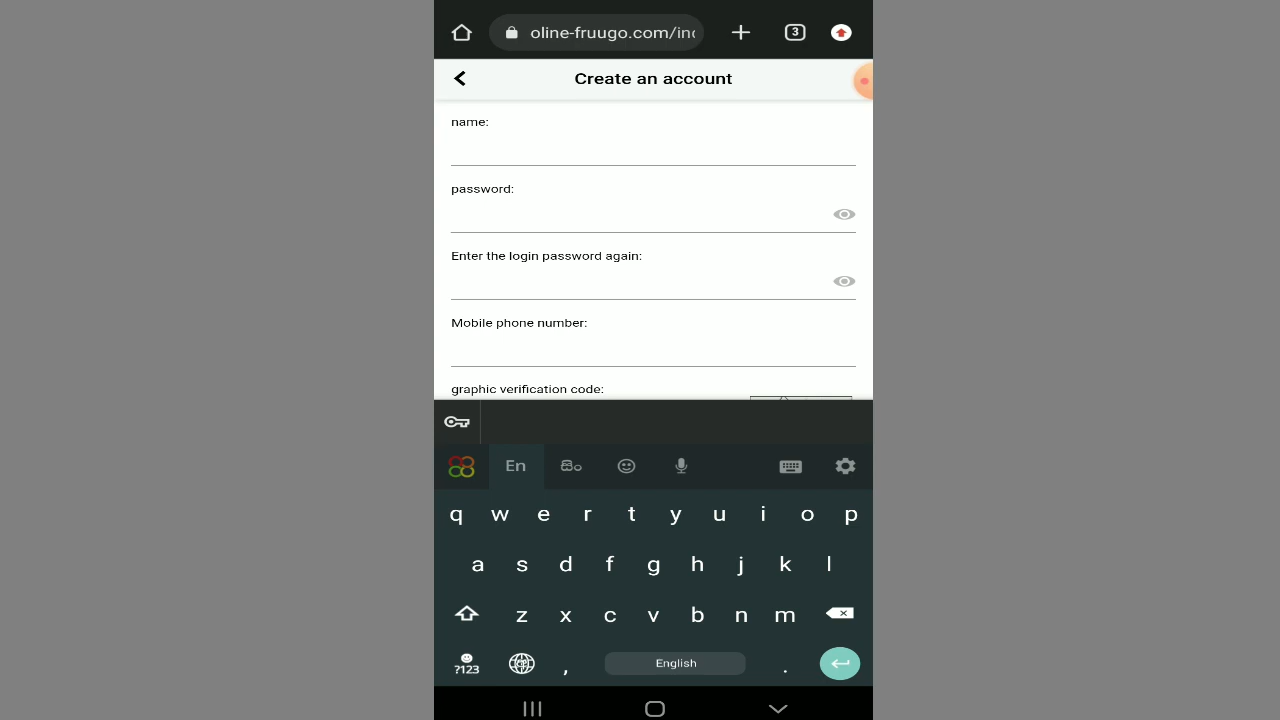 oline-fruugo.com/in
3
Create an account
name:
password:
Enter the login password again:
Mobile phone number:
graphic verification code:
En
q w e r t y u i o p
a s d f g h j k l
z x c v b n m
?123 , English .